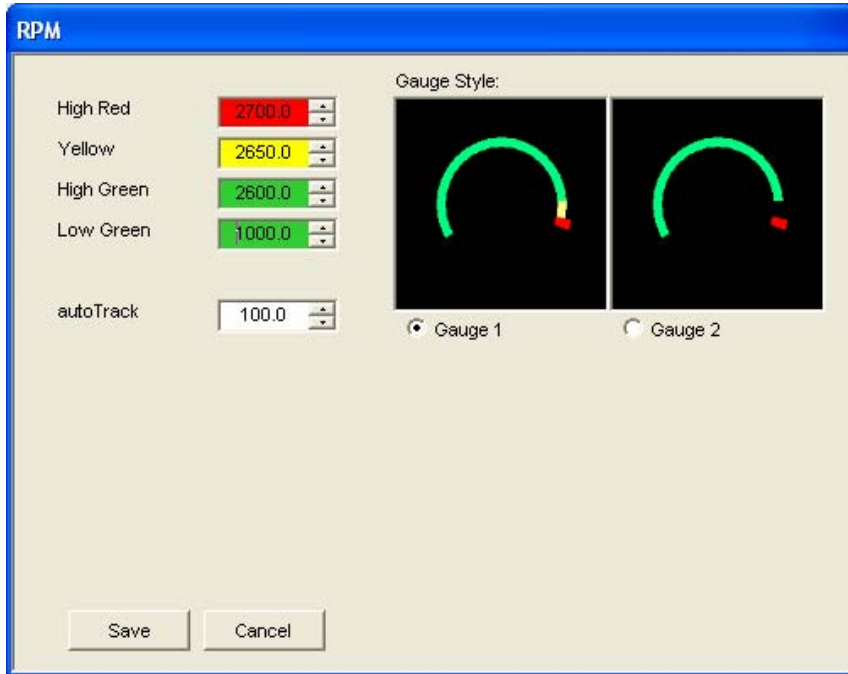 RPM
Gauge Style:
High Red 2700.0
Yellow 2650.0
High Green 2600.0
Low Green 1000.0
autoTrack 100.0
Gauge 1 Gauge 2
Save Cancel